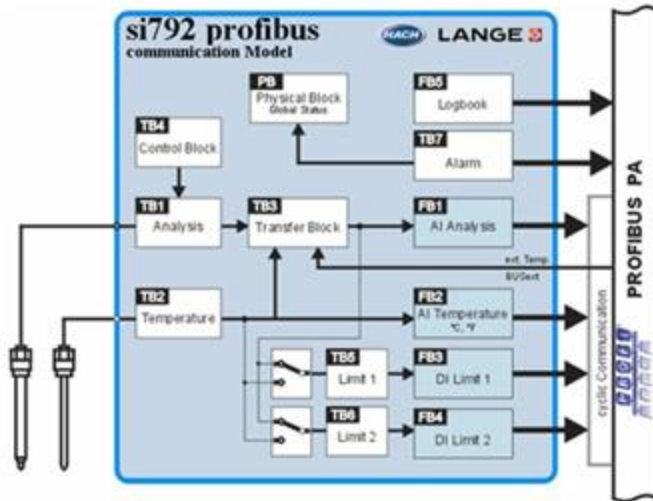 si792 profibus
communication Model
HACH LANGE
PB
Physical Block
Global Status
FB5
Logbook
TB4
Control Block
TB7
Alarm
TB1
Analysis
TB3
Transfer Block
FB1
AI Analysis
ext. Temp.
BUSext
TB2
Temperature
FB2
AI Temperature
°C, °F
TB5
Limit 1
FB3
DI Limit 1
TB6
Limit 2
FB4
DI Limit 2
cyclic Communication
PROFIBUS PA